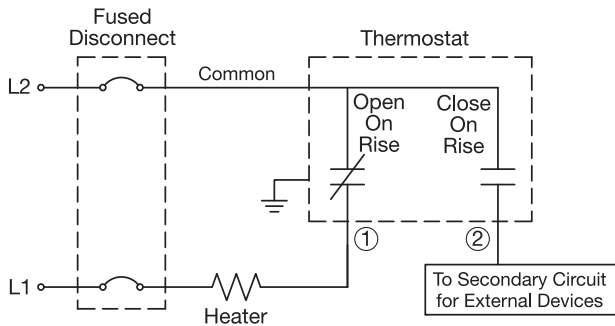 Fused
Disconnect
Thermostat
L2
Common
Open
On
Rise
Close
On
Rise
①
②
L1
Heater
To Secondary Circuit
for External Devices